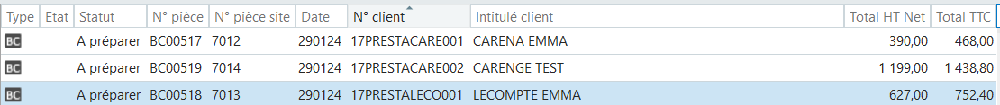 Type Etat Statut N° pièce N° pièce site Date N° client Intitulé client Total HT Net Total TTC
BC A préparer BC00517 7012 290124 17PRESTACARE001 CARENA EMMA 390,00 468,00
BC A préparer BC00519 7014 290124 17PRESTACARE002 CARENGE TEST 1 199,00 1 438,80
BC A préparer BC00518 7013 290124 17PRESTALECO001 LECOMPTE EMMA 627,00 752,40